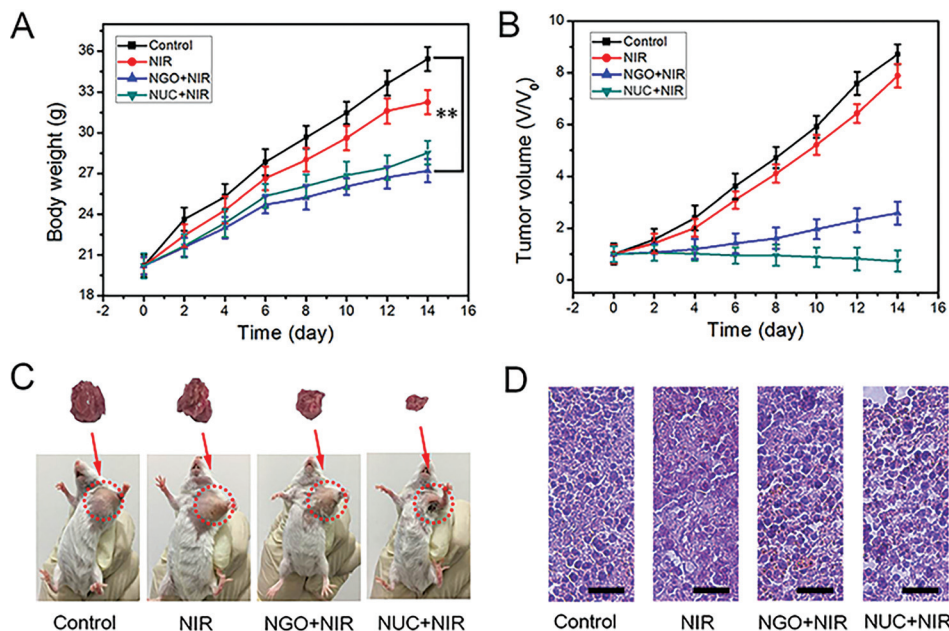 A
Control
NIR
NGO+NIR
NUC+NIR
**
36
33
30
27
24
21
18
Body weight (g)
-2 0 2 4 6 8 10 12 14 16
Time (day)
B
Control
NIR
NGO+NIR
NUC+NIR
10
8
6
4
2
0
Tumor volume (V/V₀)
-2 0 2 4 6 8 10 12 14 16
Time (day)
C
Control NIR NGO+NIR NUC+NIR
D
Control NIR NGO+NIR NUC+NIR